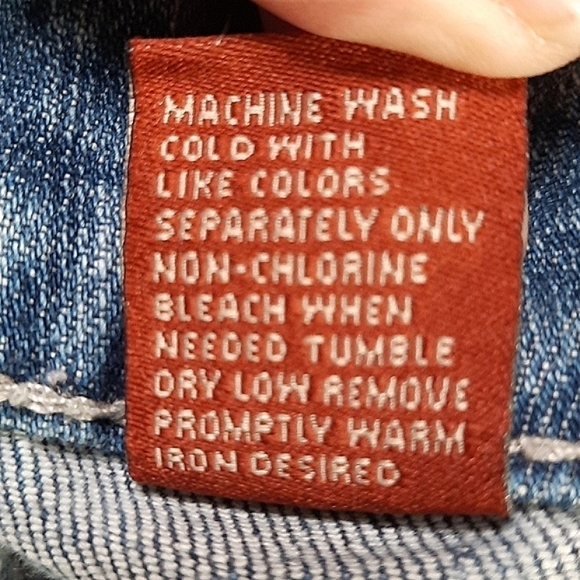 MACHINE WASH
COLD WITH
LIKE COLORS
SEPARATELY ONLY
NON-CHLORINE
BLEACH WHEN
NEEDED TUMBLE
DRY LOW REMOVE
PROMPTLY WARM
IRON DESIRED